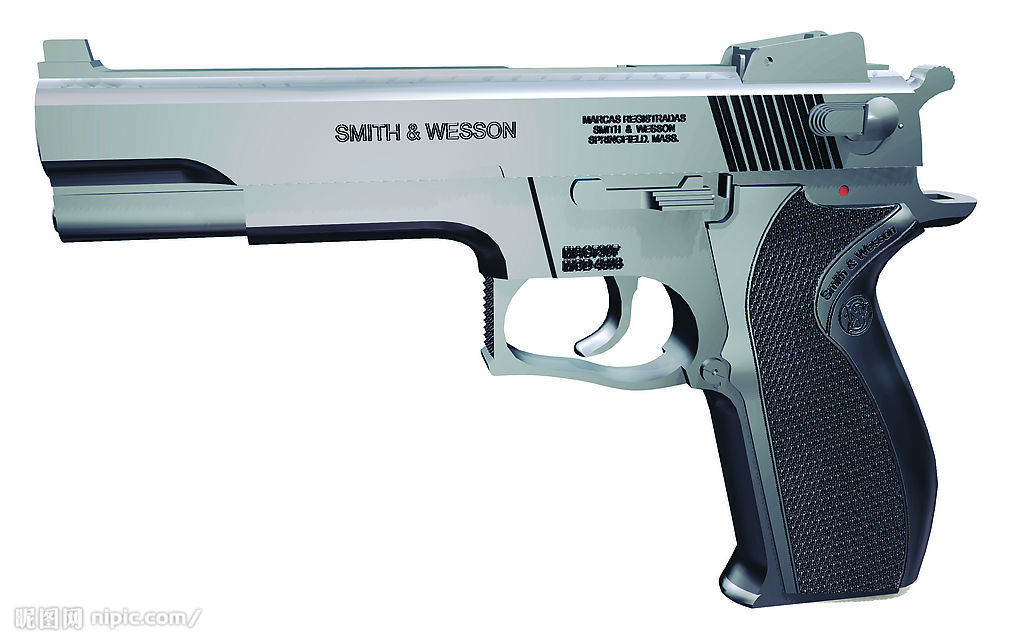 SMITH & WESSON
MARCAS REGISTRADAS
SMITH & WESSON
SPRINGFIELD. MASS.
Smith & Wesson
昵图网 nipic.com/